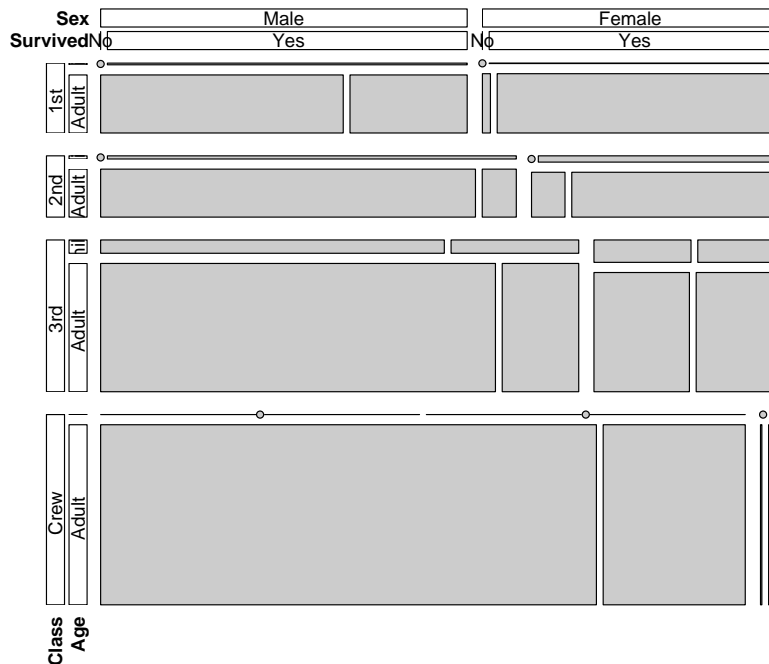 Sex Male Female
Survived No Yes No Yes
1st Adult
2nd Adult
3rd Adult
Crew Adult
Class Age